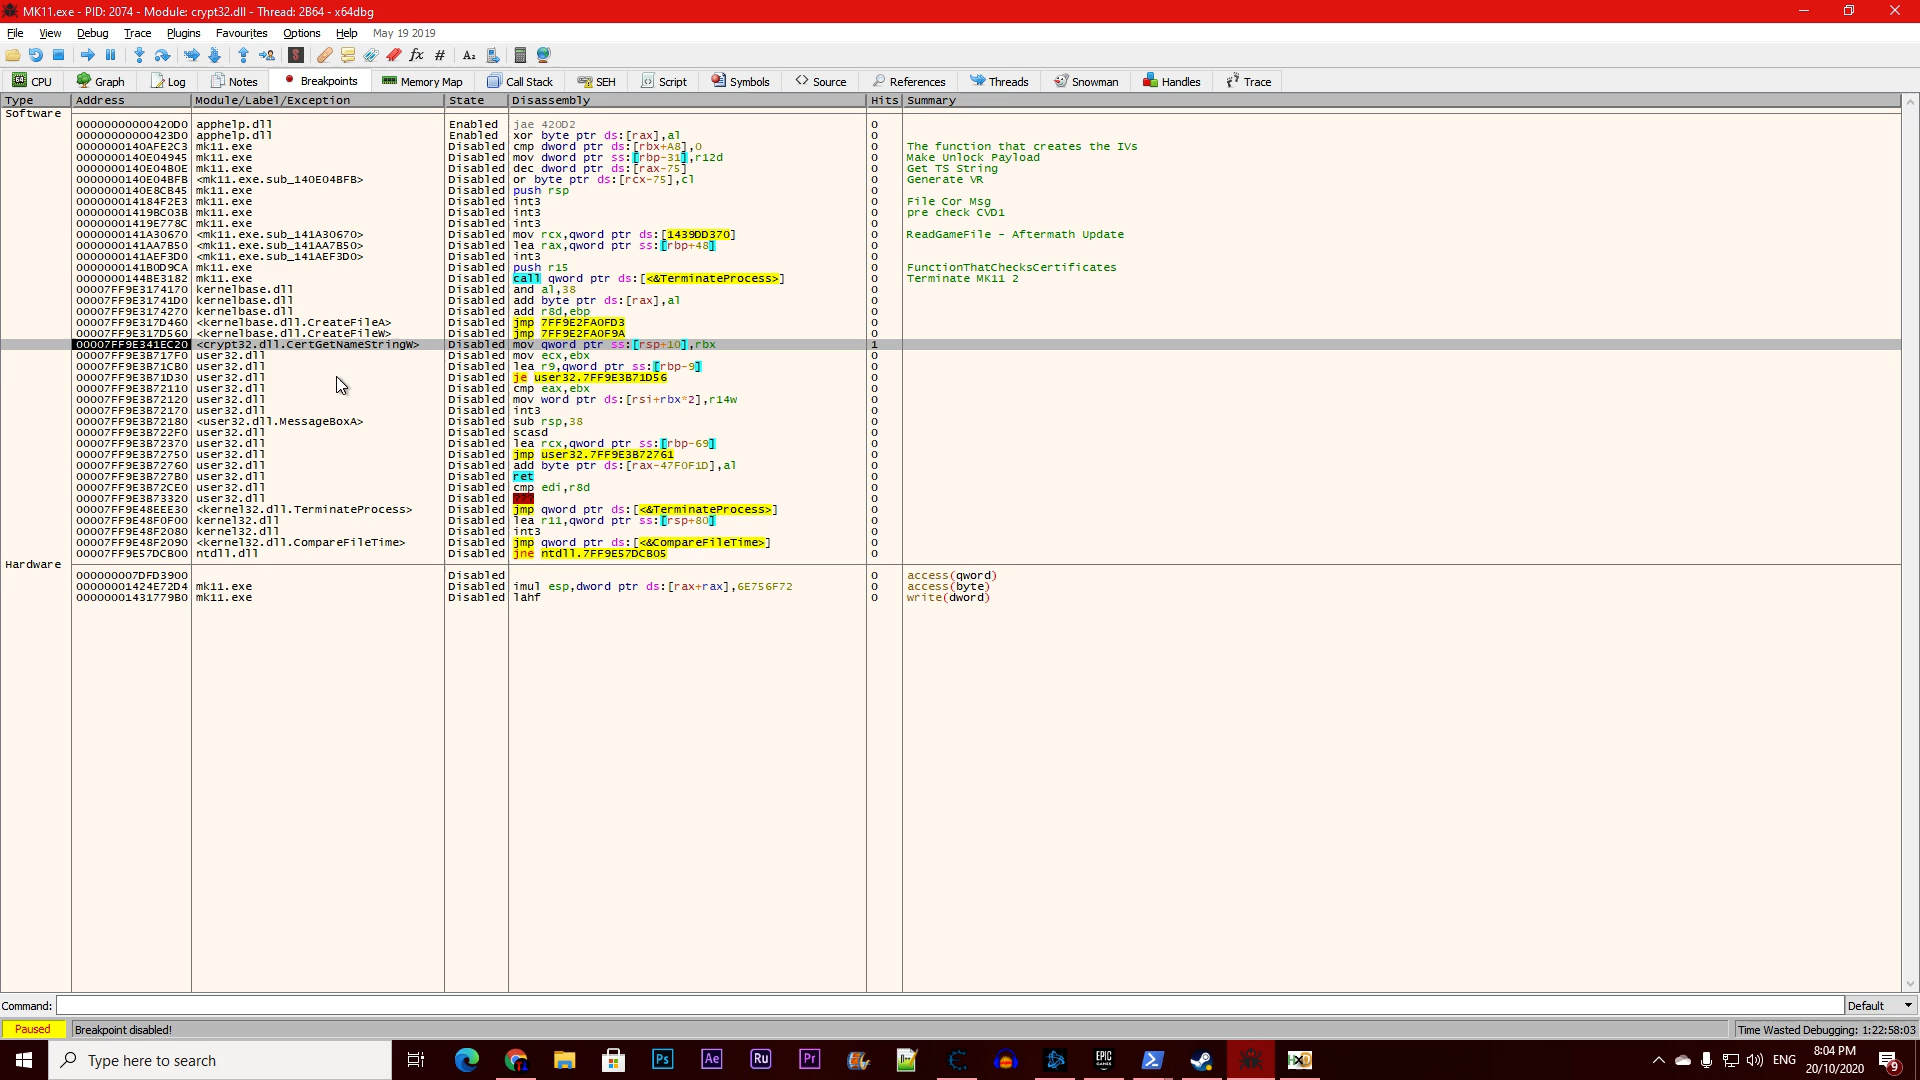 MK11.exe - PID: 2074 - Module: crypt32.dll - Thread: 2B64 - x64dbg
File View Debug Trace Plugins Favourites Options Help May 19 2019
CPU Graph Log Notes Breakpoints Memory Map Call Stack SEH Script Symbols Source References Threads Snowman Handles Trace
Type Address Module/Label/Exception State Disassembly Hits Summary
Software
00000000000420D0 apphelp.dll Enabled jae 420D2 0
00000000000423D0 apphelp.dll Enabled xor byte ptr ds:[rax],al 0
0000000140AFE2C3 mk11.exe Disabled cmp dword ptr ds:[rbx+A8],0 0 The function that creates the IVs
0000000140E04945 mk11.exe Disabled mov dword ptr ss:[rbp-31],r12d 0 Make Unlock Payload
0000000140E04B0E mk11.exe Disabled dec dword ptr ds:[rax-75] 0 Get TS String
0000000140E04BFB <mk11.exe.sub_140E04BFB> Disabled or byte ptr ds:[rcx-75],cl 0 Generate VR
0000000140E8CB45 mk11.exe Disabled push rsp 0
000000014184F2E3 mk11.exe Disabled int3 0 File Cor Msg
00000001419BC03B mk11.exe Disabled int3 0 pre check CVD1
00000001419E778C mk11.exe Disabled int3 0
0000000141A30670 <mk11.exe.sub_141A30670> Disabled mov rcx,qword ptr ds:[1439DD370] 0 ReadGameFile - Aftermath Update
0000000141AA7B50 <mk11.exe.sub_141AA7B50> Disabled lea rax,qword ptr ss:[rbp+48] 0
0000000141AEF3D0 <mk11.exe.sub_141AEF3D0> Disabled int3 0
0000000141B0D9CA mk11.exe Disabled push r15 0 FunctionThatChecksCertificates
0000000144BE3182 mk11.exe Disabled call qword ptr ds:[<&TerminateProcess>] 0 Terminate MK11 2
00007FF9E3174170 kernelbase.dll Disabled and al,38 0
00007FF9E31741D0 kernelbase.dll Disabled add byte ptr ds:[rax],al 0
00007FF9E3174270 kernelbase.dll Disabled add r8d,ebp 0
00007FF9E317D460 <kernelbase.dll.CreateFileA> Disabled jmp 7FF9E2FA0FD3 0
00007FF9E317D560 <kernelbase.dll.CreateFileW> Disabled jmp 7FF9E2FA0F9A 0
00007FF9E341EC20 <crypt32.dll.CertGetNameStringW> Disabled mov qword ptr ss:[rsp+10],rbx 1
00007FF9E3B717F0 user32.dll Disabled mov ecx,ebx 0
00007FF9E3B71CB0 user32.dll Disabled lea r9,qword ptr ss:[rbp-9] 0
00007FF9E3B71D30 user32.dll Disabled je user32.7FF9E3B71D56 0
00007FF9E3B72110 user32.dll Disabled cmp eax,ebx 0
00007FF9E3B72120 user32.dll Disabled mov word ptr ds:[rsi+rbx*2],r14w 0
00007FF9E3B72170 user32.dll Disabled int3 0
00007FF9E3B72180 <user32.dll.MessageBoxA> Disabled sub rsp,38 0
00007FF9E3B722F0 user32.dll Disabled scasd 0
00007FF9E3B72370 user32.dll Disabled lea rcx,qword ptr ss:[rbp-69] 0
00007FF9E3B72750 user32.dll Disabled jmp user32.7FF9E3B72761 0
00007FF9E3B72760 user32.dll Disabled add byte ptr ds:[rax-47F0F1D],al 0
00007FF9E3B727B0 user32.dll Disabled ret 0
00007FF9E3B72CE0 user32.dll Disabled cmp edi,r8d 0
00007FF9E3B73320 user32.dll Disabled ??? 0
00007FF9E48EEE30 <kernel32.dll.TerminateProcess> Disabled jmp qword ptr ds:[<&TerminateProcess>] 0
00007FF9E48F0F00 kernel32.dll Disabled lea r11,qword ptr ss:[rsp+80] 0
00007FF9E48F2080 kernel32.dll Disabled int3 0
00007FF9E48F2090 <kernel32.dll.CompareFileTime> Disabled jmp qword ptr ds:[<&CompareFileTime>] 0
00007FF9E57DCB00 ntdll.dll Disabled jne ntdll.7FF9E57DCB05 0
Hardware
000000007DFD3900 Disabled 0 access(qword)
00000001424E72D4 mk11.exe Disabled imul esp,dword ptr ds:[rax+rax],6E756F72 0 access(byte)
00000001431779B0 mk11.exe Disabled lahf 0 write(dword)
Command: Default
Paused Breakpoint disabled! Time Wasted Debugging: 1:22:58:03
Type here to search ENG 8:04 PM
20/10/2020 9